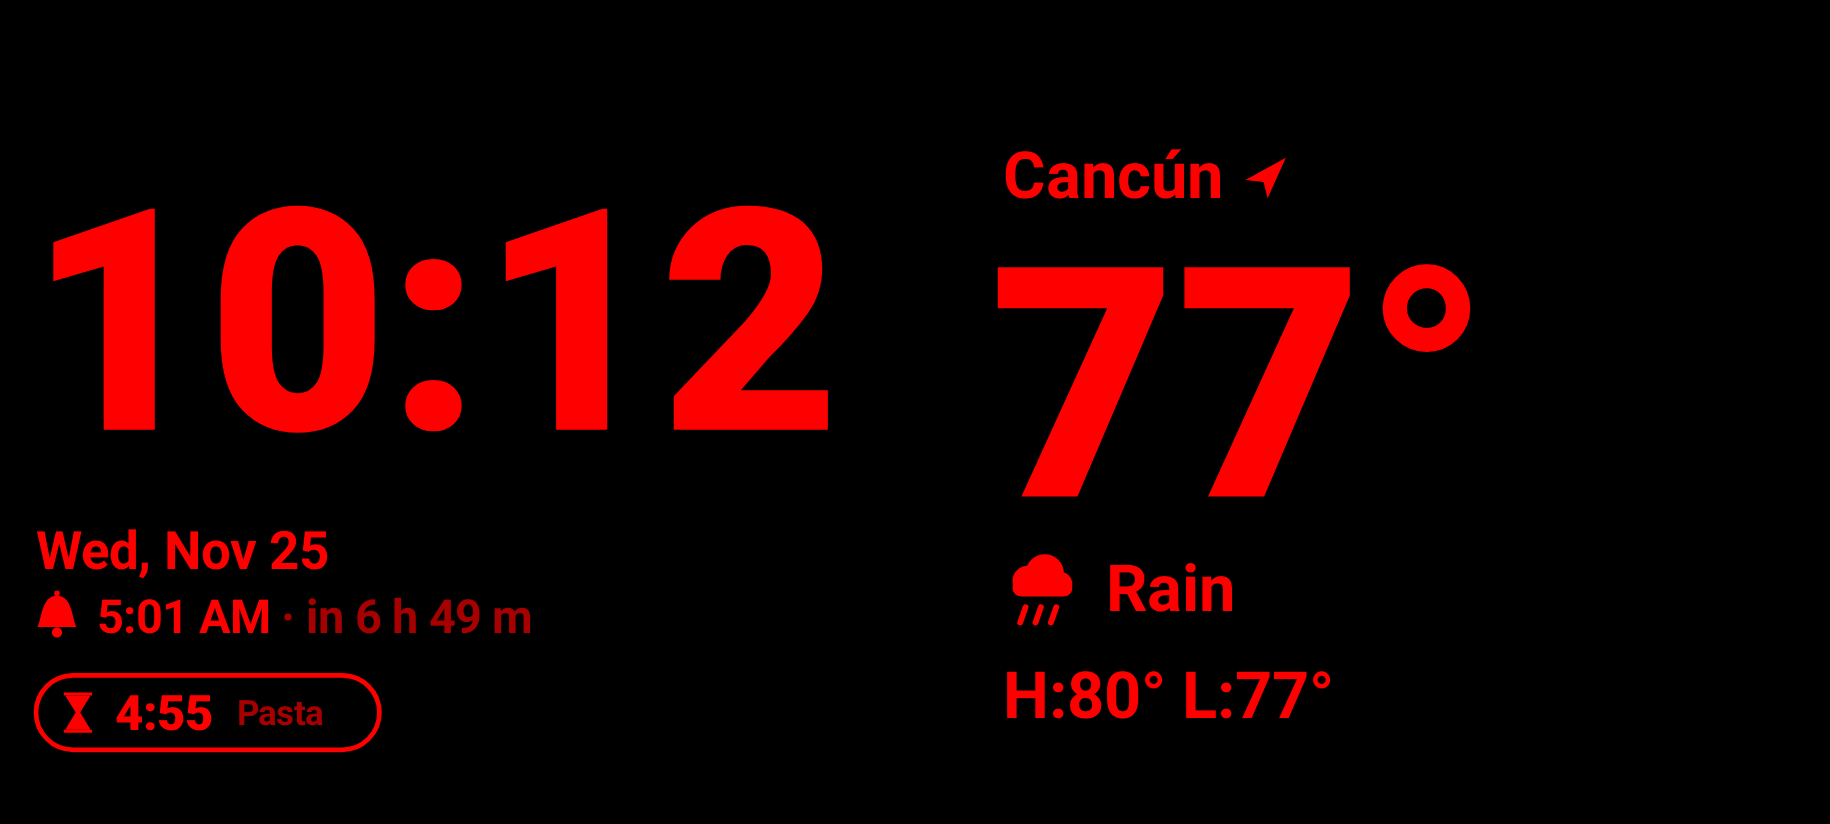 10:12
Wed, Nov 25
5:01 AM · in 6 h 49 m
4:55 Pasta
Cancún
77°
Rain
H:80° L:77°